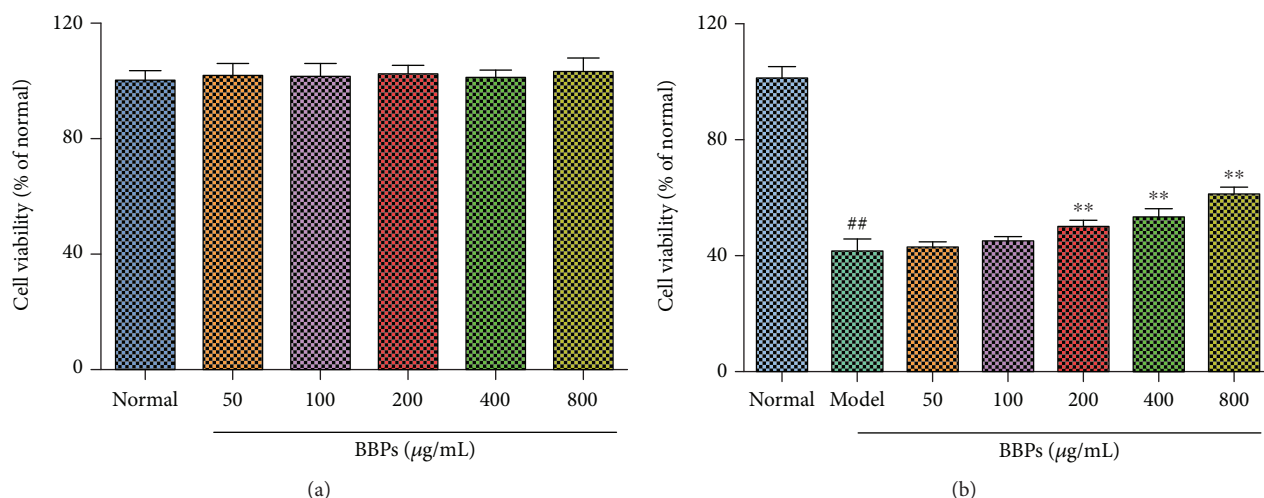 120
80
40
0
Cell viability (% of normal)
Normal 50 100 200 400 800
BBPs (μg/mL)
(a)
120
80
40
0
Cell viability (% of normal)
##
**
**
**
Normal Model 50 100 200 400 800
BBPs (μg/mL)
(b)